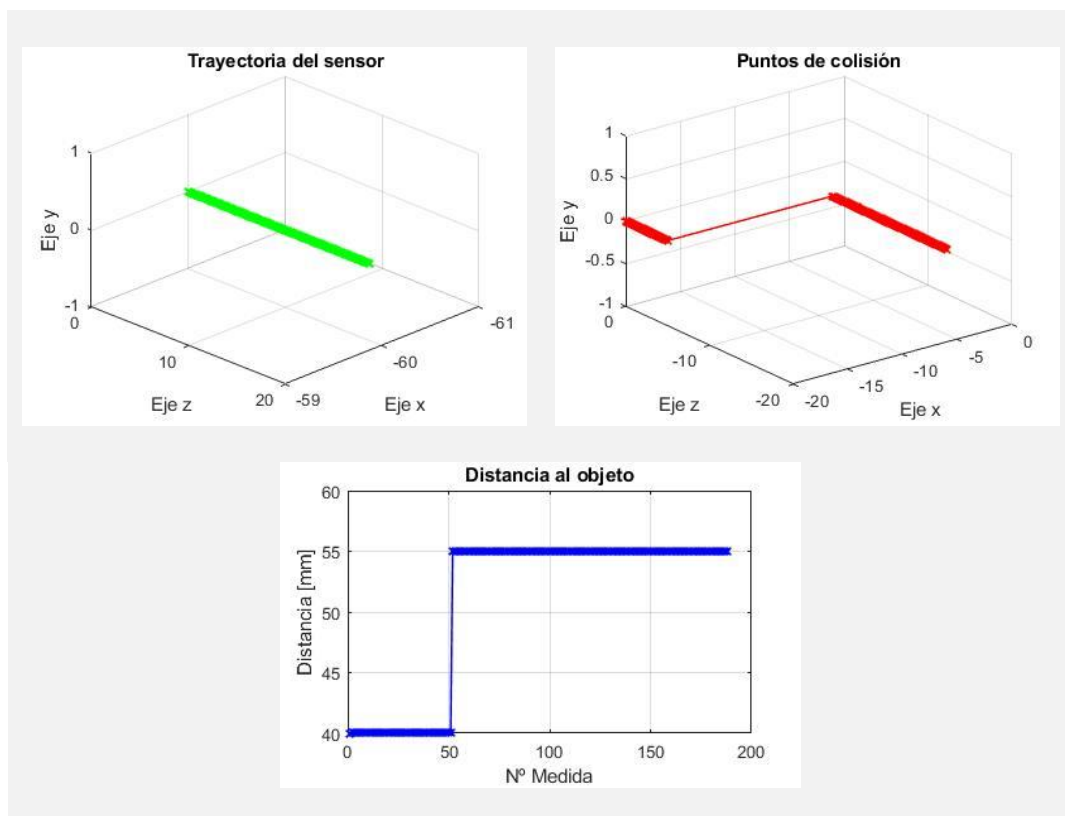 Trayectoria del sensor
1
0
-1
Eje y
0
10
20
Eje z
-59
-60
-61
Eje x
Puntos de colisión
1
0.5
0
-0.5
-1
Eje y
0
-10
-20
Eje z
-20
-15
-10
-5
0
Eje x
Distancia al objeto
60
55
50
45
40
Distancia [mm]
0
50
100
150
200
Nº Medida